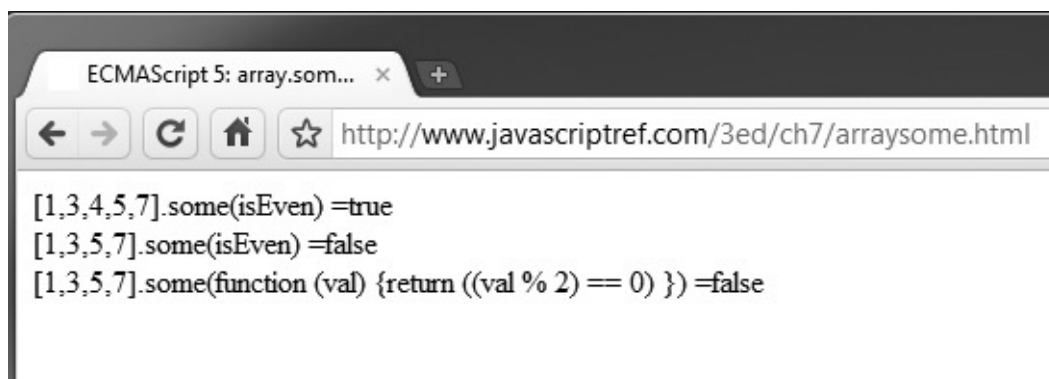 ECMAScript 5: array.som...
http://www.javascriptref.com/3ed/ch7/arraysome.html
[1,3,4,5,7].some(isEven) =true
[1,3,5,7].some(isEven) =false
[1,3,5,7].some(function (val) {return ((val % 2) == 0) }) =false